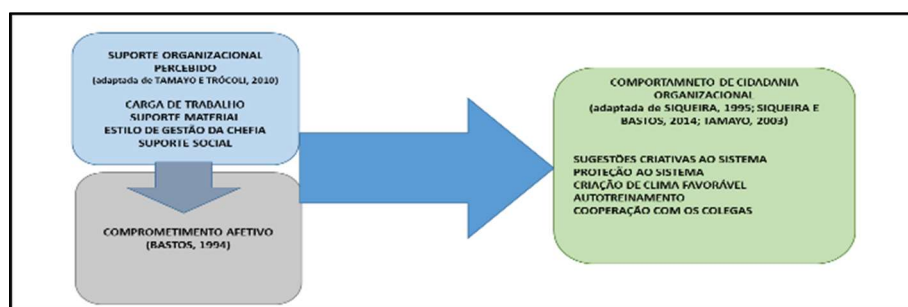 SUPORTE ORGANIZACIONAL
PERCEBIDO
(adaptada de TAMAYO E TRÓCOLI, 2010)
CARGA DE TRABALHO
SUPORTE MATERIAL
ESTILO DE GESTÃO DA CHEFIA
SUPORTE SOCIAL
COMPROMETIMENTO AFETIVO
(BASTOS, 1994)
COMPORTAMNETO DE CIDADANIA
ORGANIZACIONAL
(adaptada de SIQUEIRA, 1995; SIQUEIRA E
BASTOS, 2014; TAMAYO, 2003)
SUGESTÕES CRIATIVAS AO SISTEMA
PROTEÇÃO AO SISTEMA
CRIAÇÃO DE CLIMA FAVORÁVEL
AUTOTREINAMENTO
COOPERAÇÃO COM OS COLEGAS